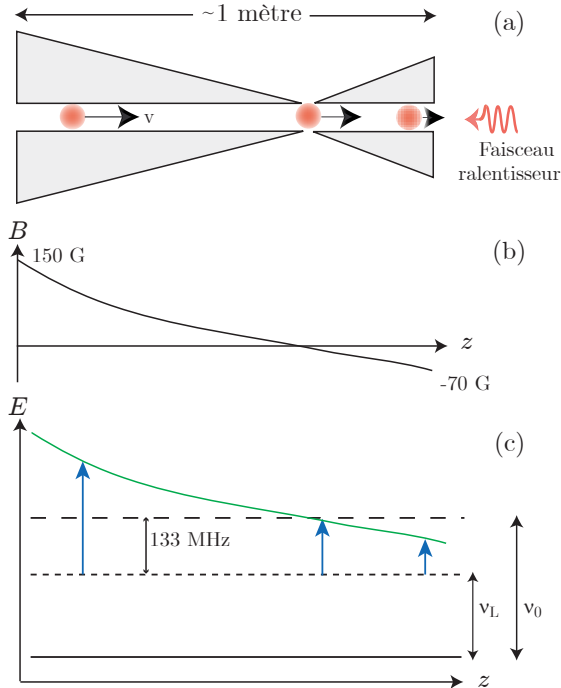 ~1 mètre
(a)
v
Faisceau
ralentisseur
B
(b)
150 G
z
-70 G
E
(c)
133 MHz
νL
ν0
z